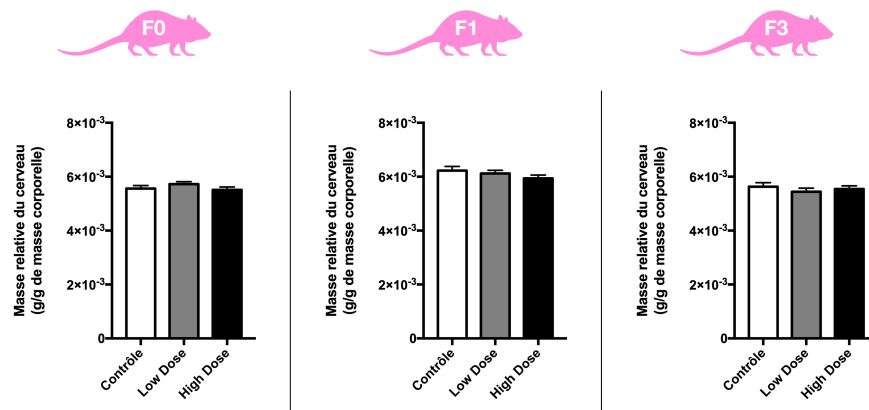 F0
F1
F3
Masse relative du cerveau
(g/g de masse corporelle)
8×10⁻³
6×10⁻³
4×10⁻³
2×10⁻³
0
Contrôle
Low Dose
High Dose
Masse relative du cerveau
(g/g de masse corporelle)
8×10⁻³
6×10⁻³
4×10⁻³
2×10⁻³
0
Contrôle
Low Dose
High Dose
Masse relative du cerveau
(g/g de masse corporelle)
8×10⁻³
6×10⁻³
4×10⁻³
2×10⁻³
0
Contrôle
Low Dose
High Dose